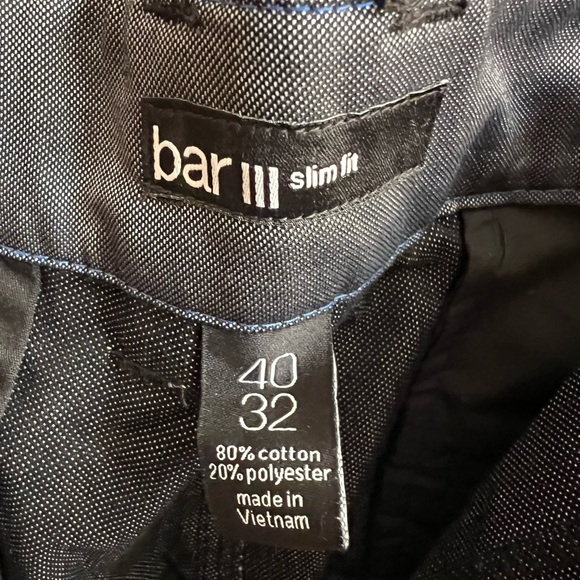 bar III slim fit
40
32
80% cotton
20% polyester
made in
Vietnam